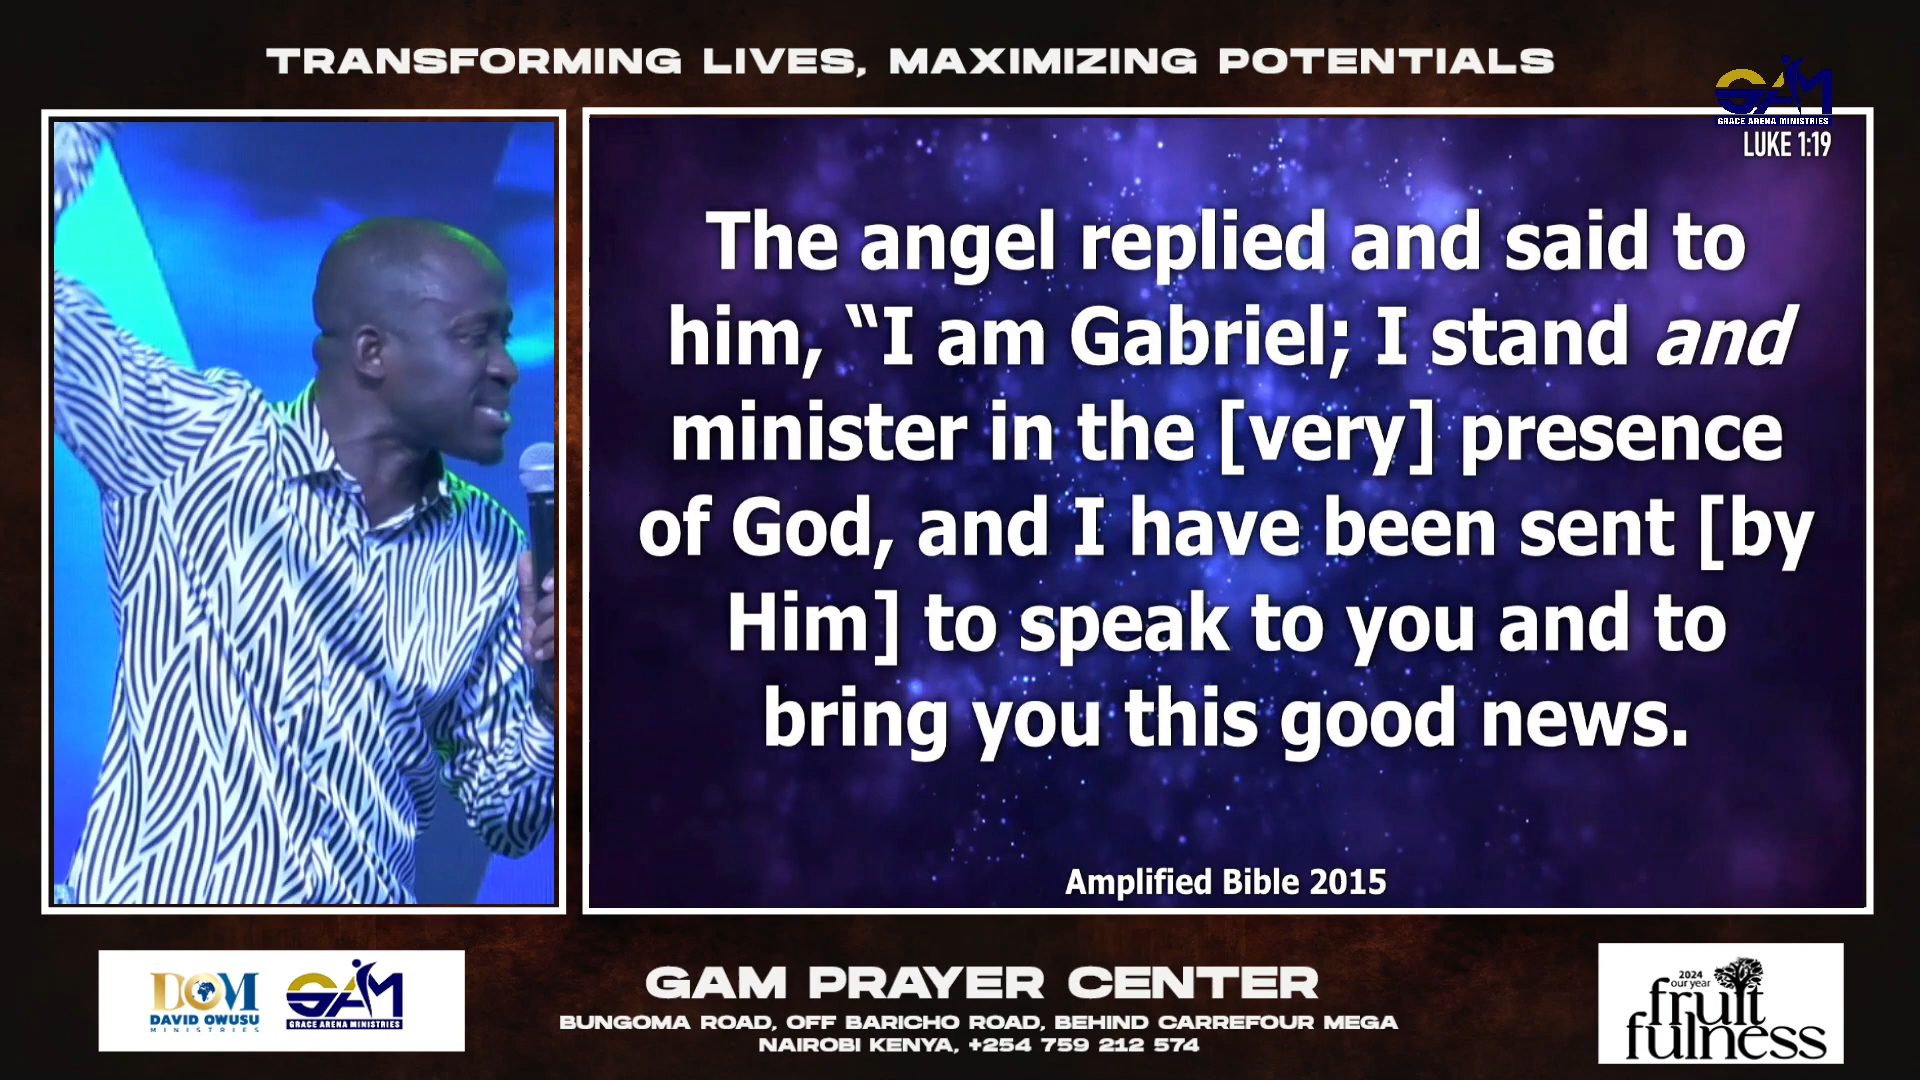 TRANSFORMING LIVES, MAXIMIZING POTENTIALS
GAM
GRACE ARENA MINISTRIES
LUKE 1:19
The angel replied and said to
him, “I am Gabriel; I stand and
minister in the [very] presence
of God, and I have been sent [by
Him] to speak to you and to
bring you this good news.
Amplified Bible 2015
DOM
DAVID OWUSU
MINISTRIES
GAM
GRACE ARENA MINISTRIES
GAM PRAYER CENTER
BUNGOMA ROAD, OFF BARICHO ROAD, BEHIND CARREFOUR MEGA
NAIROBI KENYA, +254 759 212 574
2024
our year
fruit
fulness